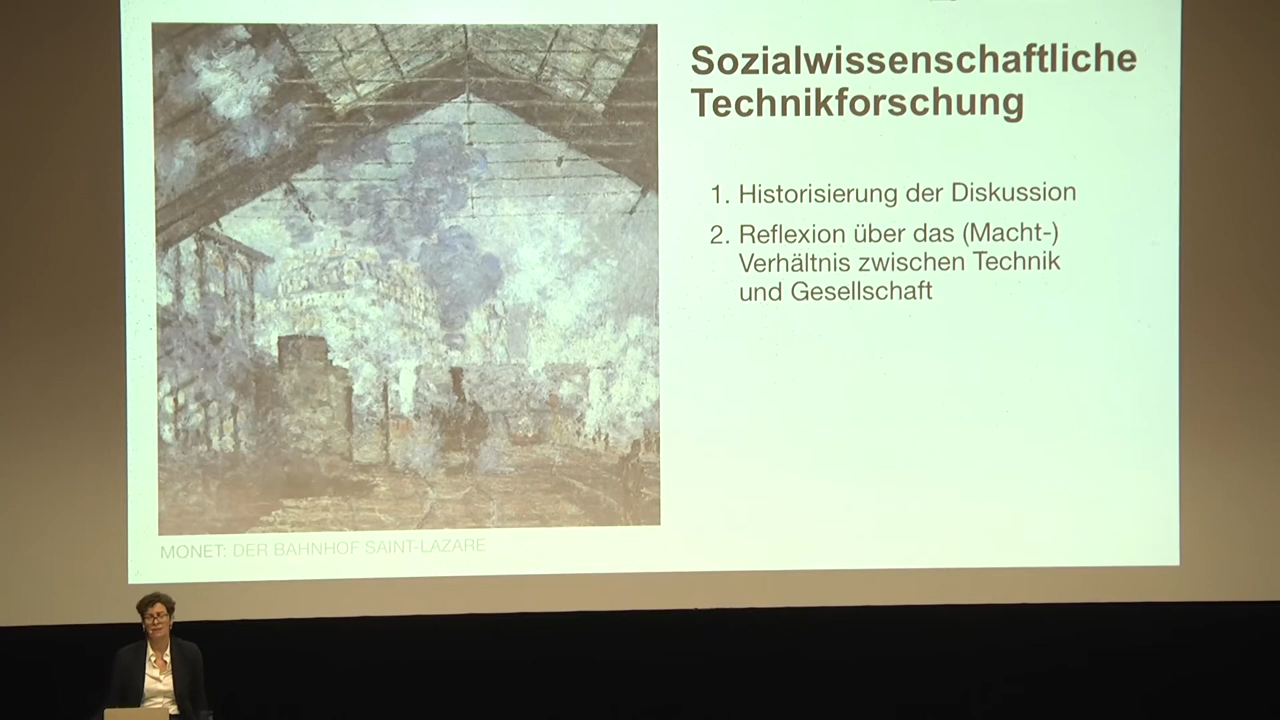 Sozialwissenschaftliche
Technikforschung
1. Historisierung der Diskussion
2. Reflexion über das (Macht-)
Verhältnis zwischen Technik
und Gesellschaft
MONET: DER BAHNHOF SAINT-LAZARE